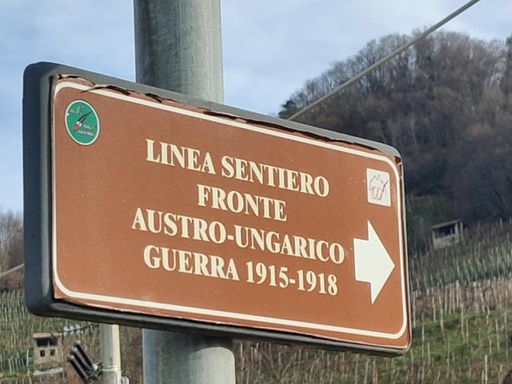 LINEA SENTIERO
FRONTE
AUSTRO-UNGARICO
GUERRA 1915-1918